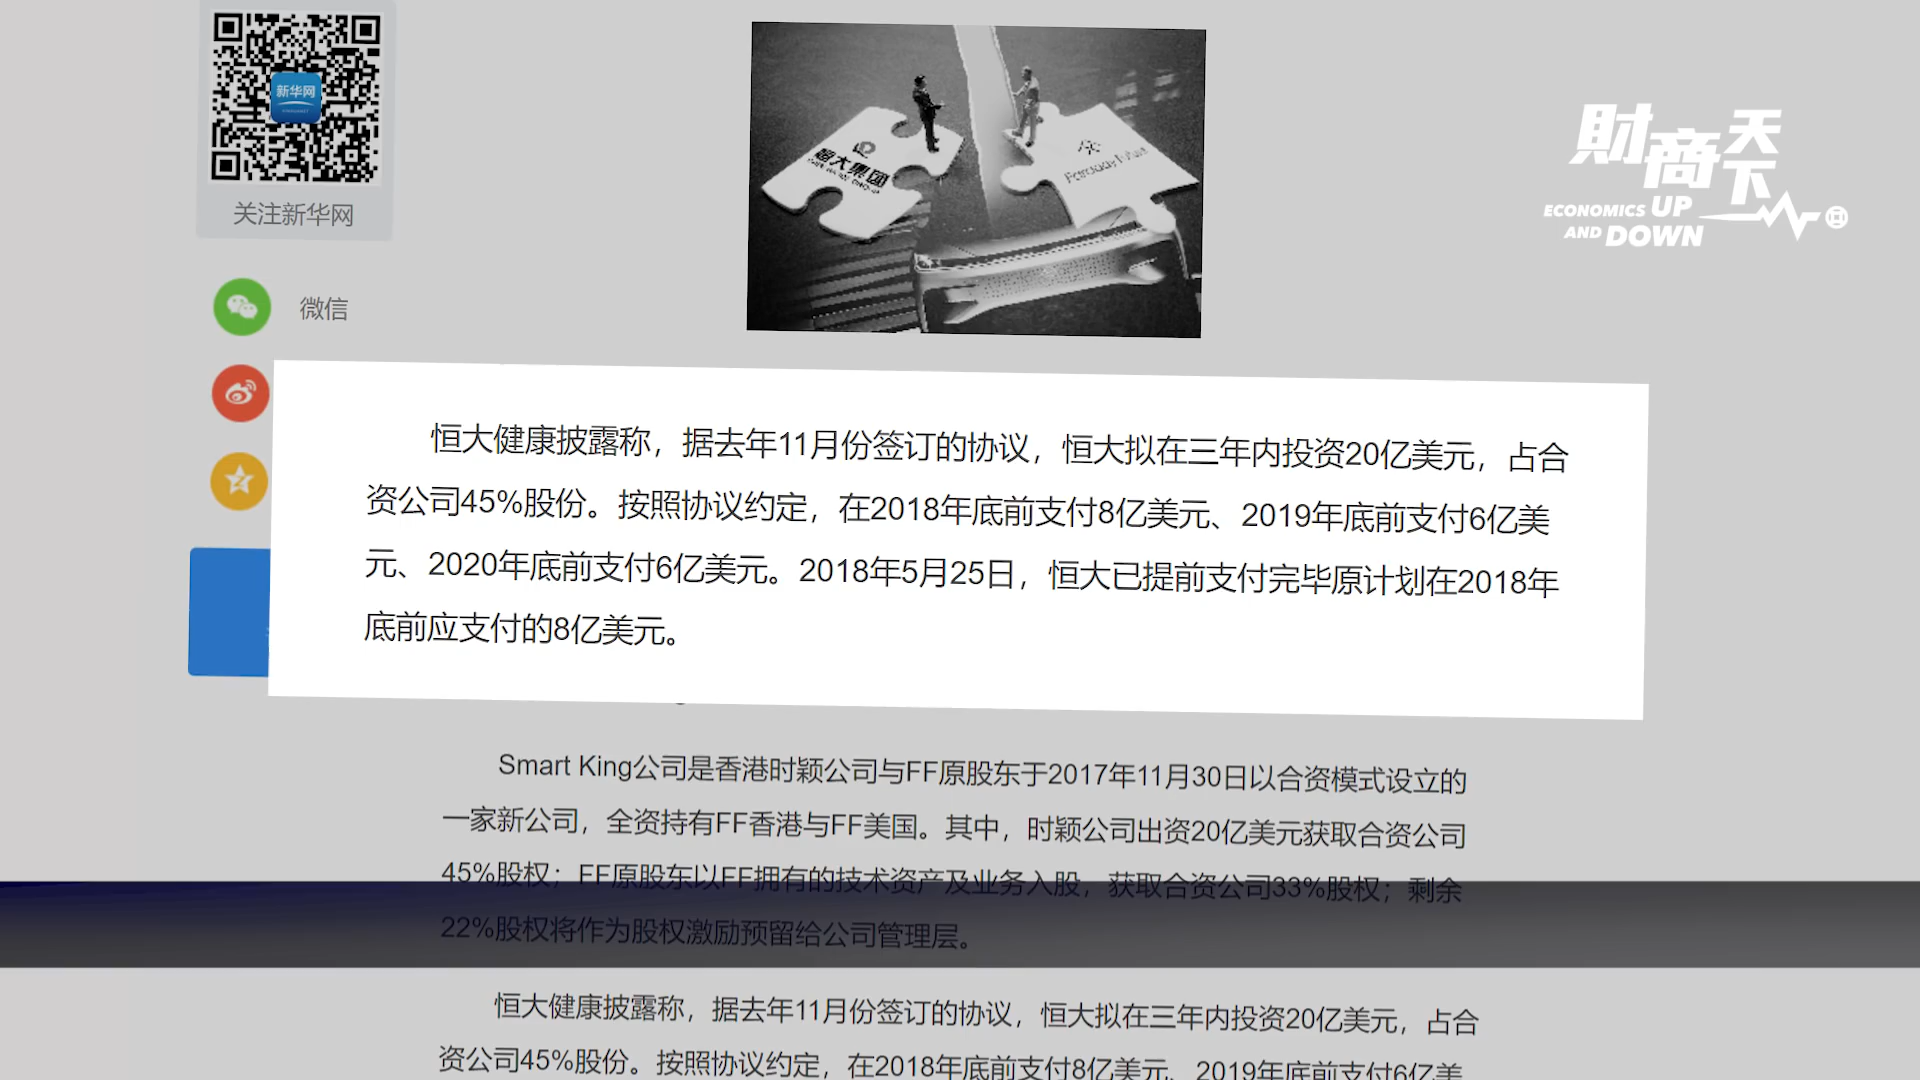 新华网
关注新华网
微信
恒大集团
Faraday Future
財商天下
ECONOMICS UP
AND DOWN
恒大健康披露称，据去年11月份签订的协议，恒大拟在三年内投资20亿美元，占合
资公司45%股份。按照协议约定，在2018年底前支付8亿美元、2019年底前支付6亿美
元、2020年底前支付6亿美元。2018年5月25日，恒大已提前支付完毕原计划在2018年
底前应支付的8亿美元。
Smart King公司是香港时颖公司与FF原股东于2017年11月30日以合资模式设立的
一家新公司，全资持有FF香港与FF美国。其中，时颖公司出资20亿美元获取合资公司
45%股权；FF原股东以FF拥有的技术资产及业务入股，获取合资公司33%股权；剩余
22%股权将作为股权激励预留给公司管理层。
恒大健康披露称，据去年11月份签订的协议，恒大拟在三年内投资20亿美元，占合
资公司45%股份。按照协议约定，在2018年底前支付8亿美元、2019年底前支付6亿美